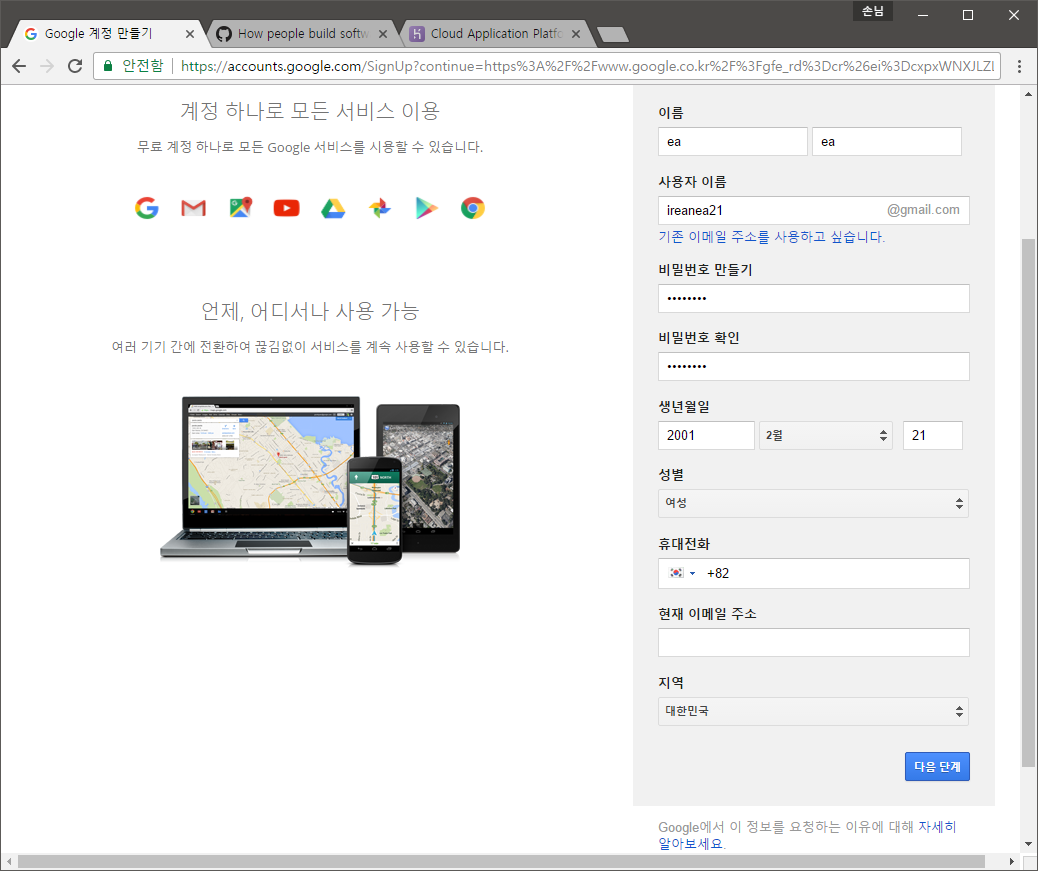 손님
Google 계정 만들기
How people build softw
Cloud Application Platfo
안전함
https://accounts.google.com/SignUp?continue=https%3A%2F%2Fwww.google.co.kr%2F%3Fgfe_rd%3Dcr%26ei%3DcxpxWNXJLZL
계정 하나로 모든 서비스 이용
무료 계정 하나로 모든 Google 서비스를 시용할 수 있습니다.
언제, 어디서나 사용 가능
여러 기기 간에 전환하여 끊김없이 서비스를 계속 사용할 수 있습니다.
이름
ea ea
사용자 이름
ireanea21 @gmail.com
기존 이메일 주소를 사용하고 싶습니다.
비밀번호 만들기
••••••••
비밀번호 확인
••••••••
생년월일
2001 2월 21
성별
여성
휴대전화
+82
현재 이메일 주소
지역
대한민국
다음 단계
Google에서 이 정보를 요청하는 이유에 대해 자세히
알아보세요.